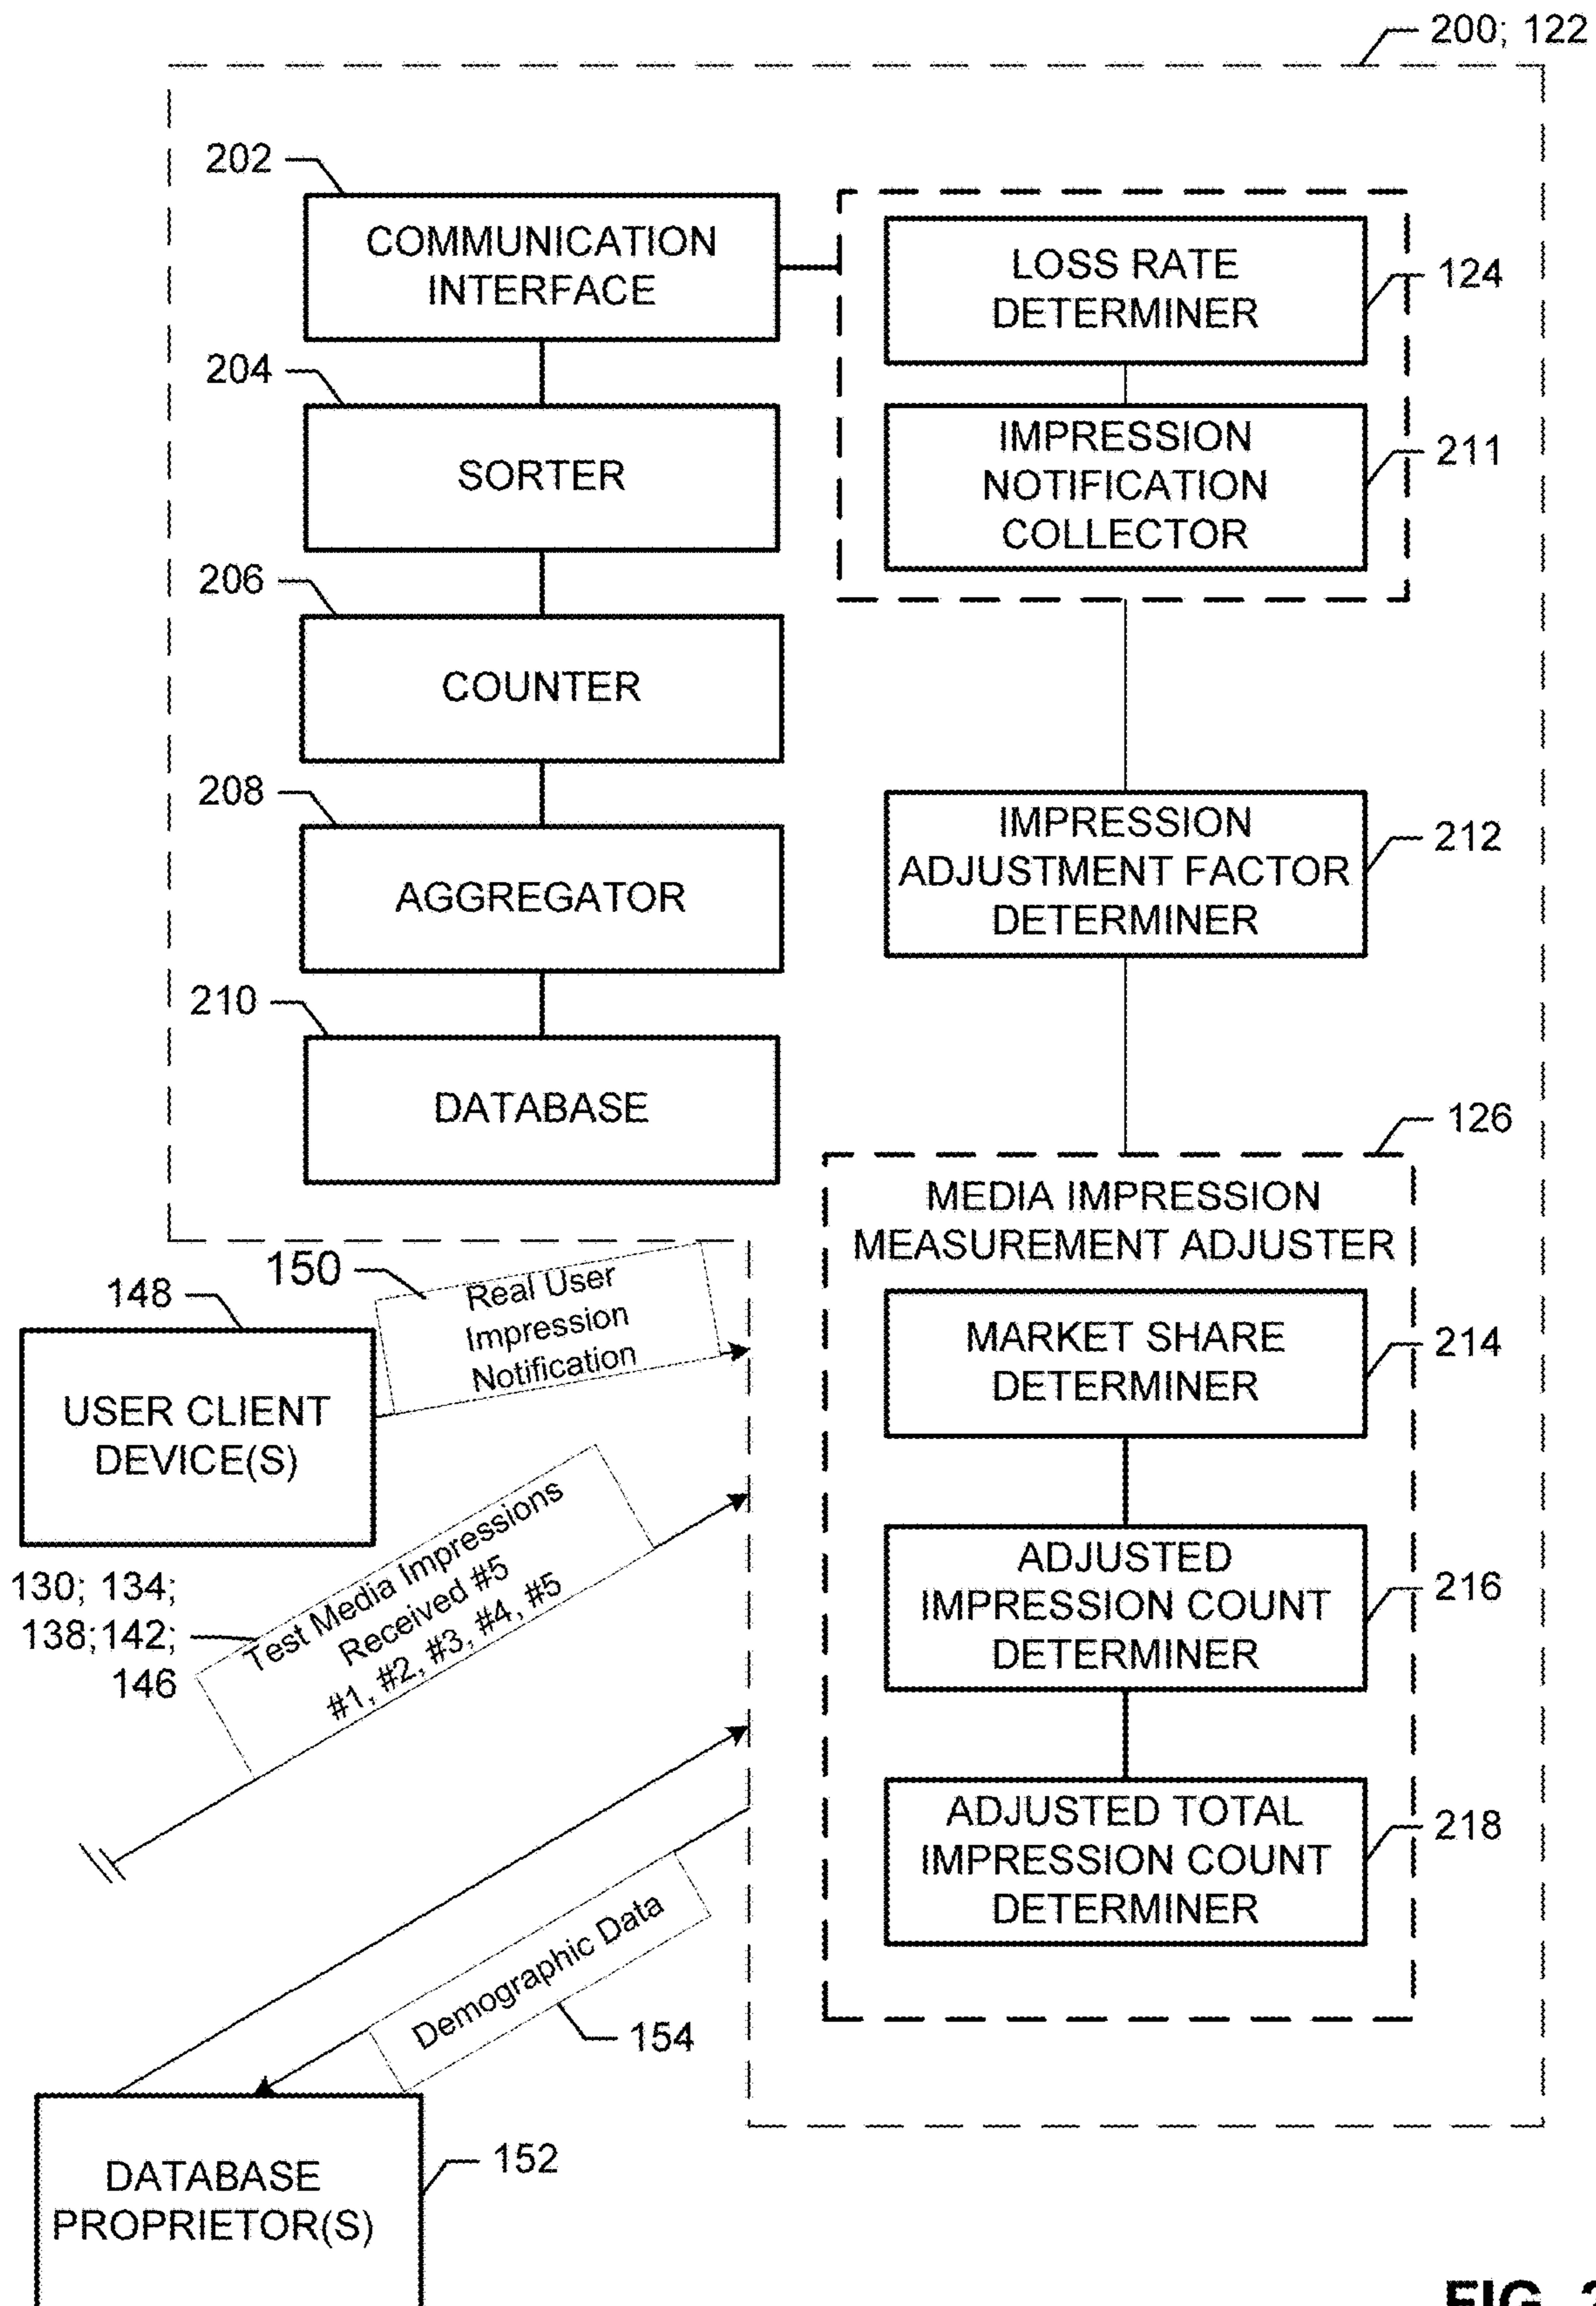 200; 122
202
COMMUNICATION
INTERFACE
LOSS RATE
DETERMINER
124
204
SORTER
IMPRESSION
NOTIFICATION
COLLECTOR
211
206
COUNTER
208
AGGREGATOR
IMPRESSION
ADJUSTMENT FACTOR
DETERMINER
212
210
DATABASE
126
MEDIA IMPRESSION
MEASUREMENT ADJUSTER
MARKET SHARE
DETERMINER
214
ADJUSTED
IMPRESSION COUNT
DETERMINER
216
ADJUSTED TOTAL
IMPRESSION COUNT
DETERMINER
218
150
Real User
Impression
Notification
148
USER CLIENT
DEVICE(S)
130; 134;
138;142;
146
Test Media Impressions
Received #5
#1, #2, #3, #4, #5
Demographic Data
154
DATABASE
PROPRIETOR(S)
152
FIG.